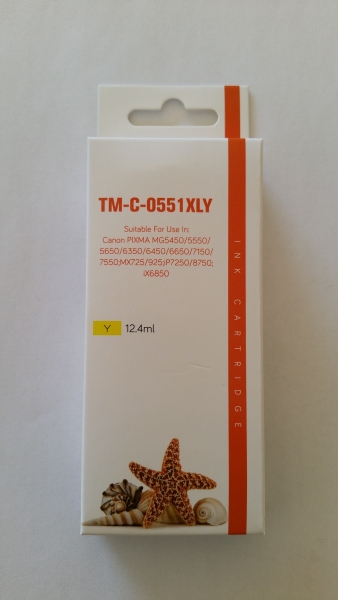 TM-C-0551XLY
Suitable For Use In:
Canon PIXMA MG5450/5550/
5650/6350/6450/6650/7150/
7550;MX725/925;iP7250/8750;
iX6850
Y 12.4ml
INK CARTRIDGE